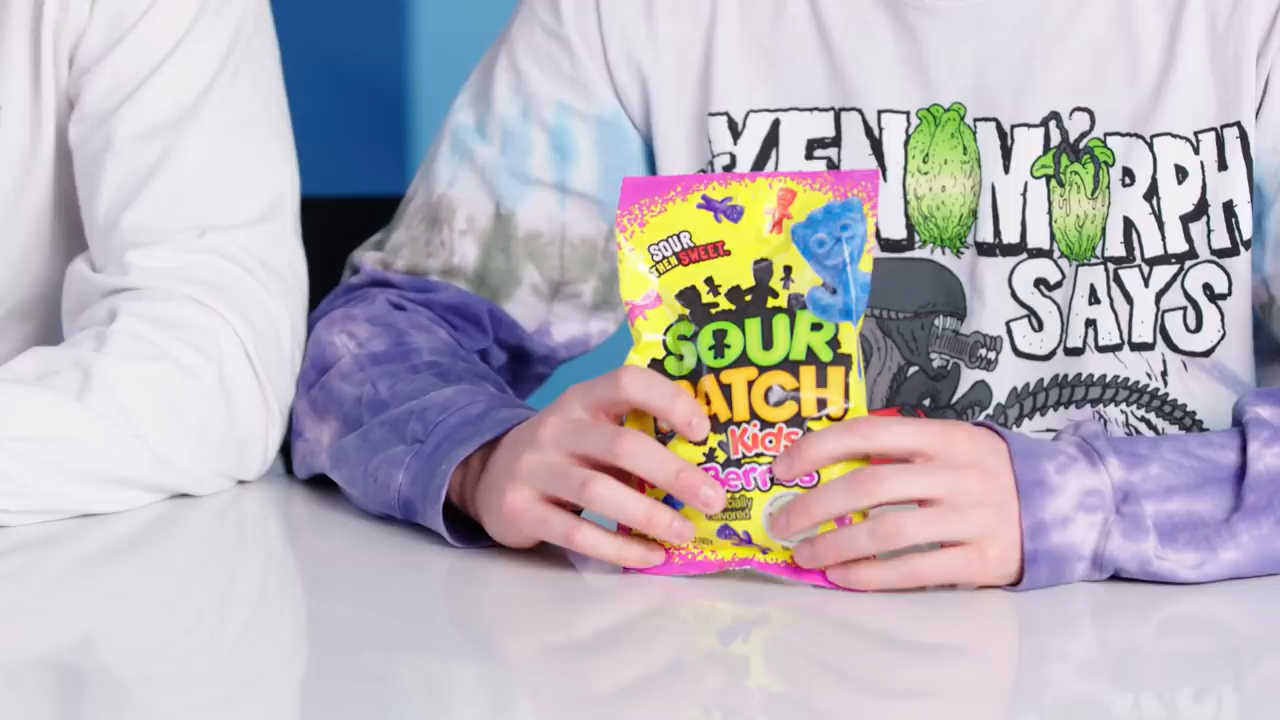 XENOMORPH
SAYS
SOUR
THEN SWEET.
SOUR
PATCH
Kids
Berries